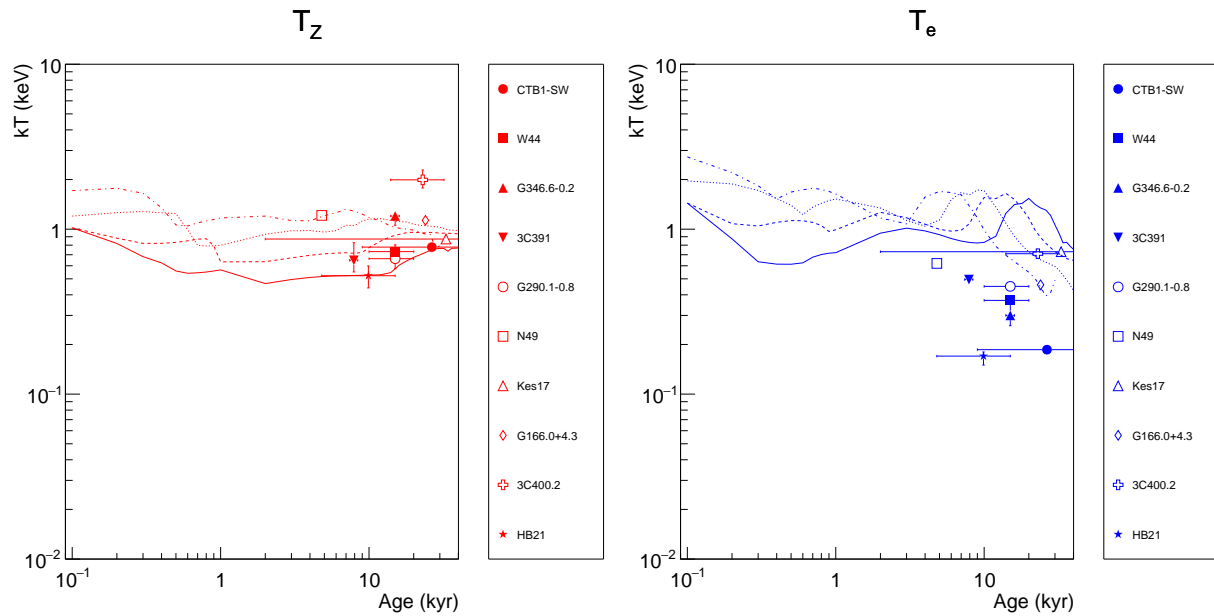 T_Z
kT (keV)
10
1
10⁻¹
10⁻²
10⁻¹ 1 10
Age (kyr)
CTB1-SW
W44
G346.6-0.2
3C391
G290.1-0.8
N49
Kes17
G166.0+4.3
3C400.2
HB21
T_e
kT (keV)
10
1
10⁻¹
10⁻²
10⁻¹ 1 10
Age (kyr)
CTB1-SW
W44
G346.6-0.2
3C391
G290.1-0.8
N49
Kes17
G166.0+4.3
3C400.2
HB21